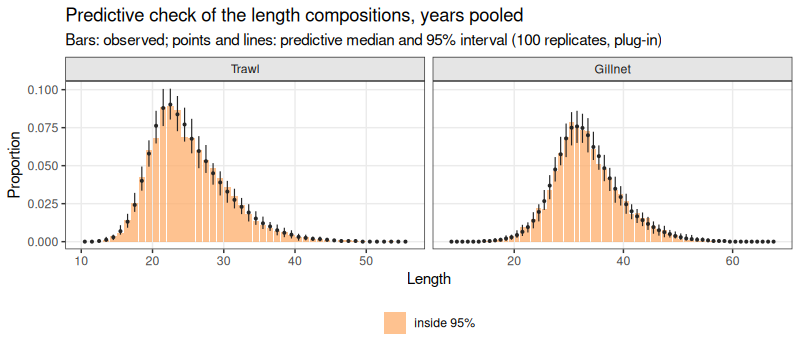 Predictive check of the length compositions, years pooled
Bars: observed; points and lines: predictive median and 95% interval (100 replicates, plug-in)
Trawl
Gillnet
Proportion
0.100
0.075
0.050
0.025
0.000
10 20 30 40 50
20 40 60
Length
inside 95%